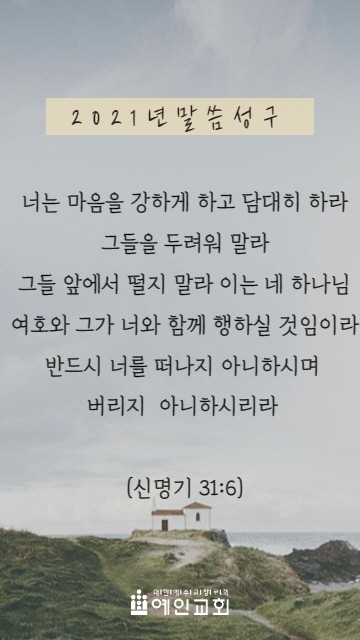 2021년말씀성구
너는 마음을 강하게 하고 담대히 하라
그들을 두려워 말라
그들 앞에서 떨지 말라 이는 네 하나님
여호와 그가 너와 함께 행하실 것임이라
반드시 너를 떠나지 아니하시며
버리지 아니하시리라
(신명기 31:6)
예인교회